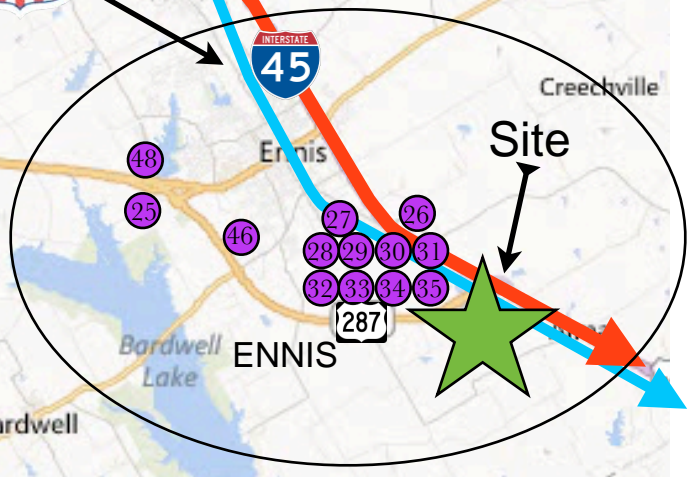 INTERSTATE
45
Creechville
Ennis
Site
48
25
46
27
26
28 29 30 31
32 33 34 35
287
ENNIS
Bardwell
Lake
ardwell